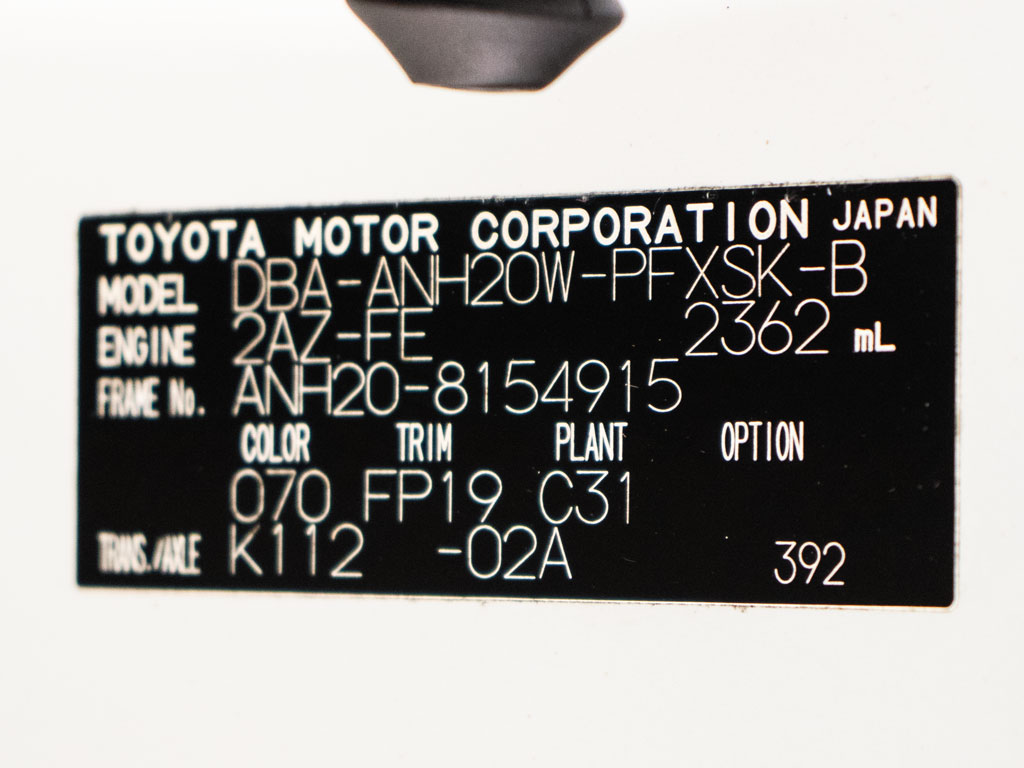 TOYOTA MOTOR CORPORATION JAPAN
MODEL DBA-ANH20W-PFXSK-B
ENGINE 2AZ-FE 2362 mL
FRAME No. ANH20-8154915
COLOR TRIM PLANT OPTION
070 FP19 C31
TRANS./AXLE K112 -02A 392